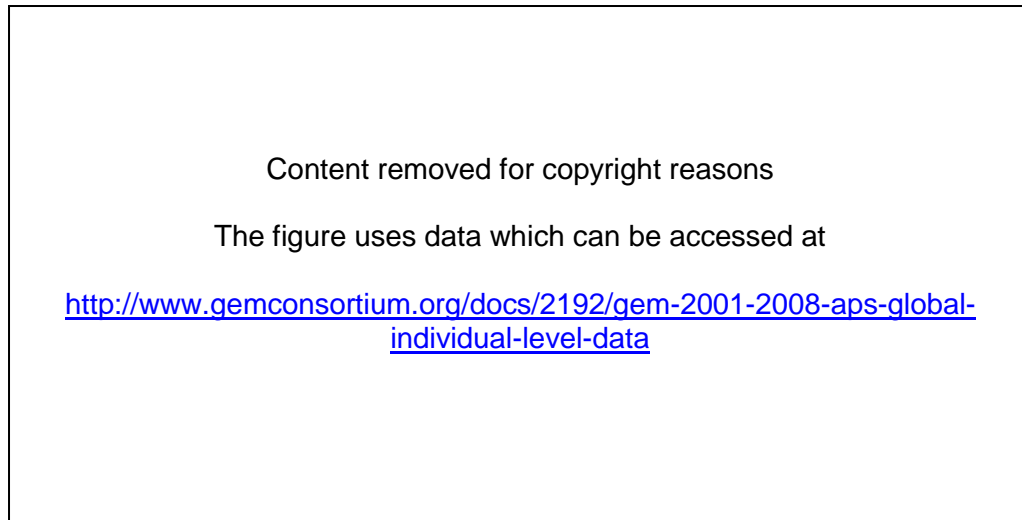 Content removed for copyright reasons
The figure uses data which can be accessed at
http://www.gemconsortium.org/docs/2192/gem-2001-2008-aps-global-
individual-level-data